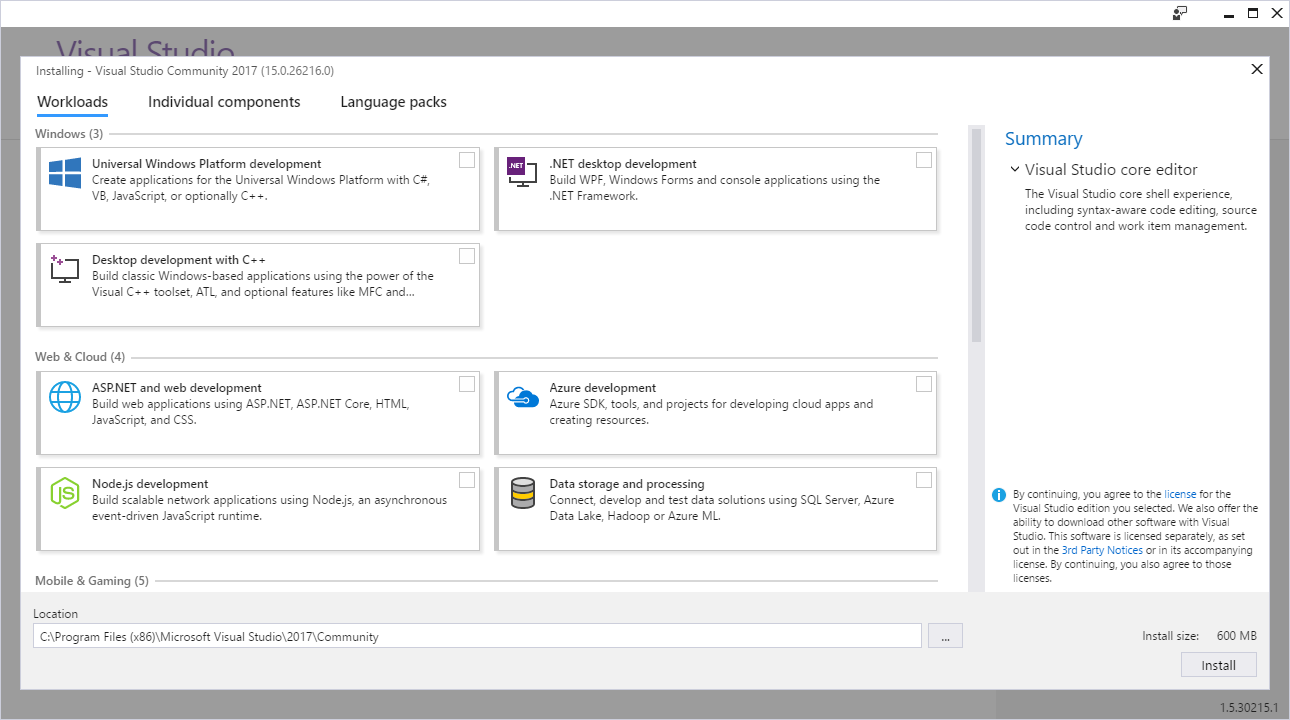 Visual Studio
Installing - Visual Studio Community 2017 (15.0.26216.0)
Workloads
Individual components
Language packs
Windows (3)
Universal Windows Platform development
Create applications for the Universal Windows Platform with C#,
VB, JavaScript, or optionally C++.
.NET
.NET desktop development
Build WPF, Windows Forms and console applications using the
.NET Framework.
Desktop development with C++
Build classic Windows-based applications using the power of the
Visual C++ toolset, ATL, and optional features like MFC and...
Web & Cloud (4)
ASP.NET and web development
Build web applications using ASP.NET, ASP.NET Core, HTML,
JavaScript, and CSS.
Azure development
Azure SDK, tools, and projects for developing cloud apps and
creating resources.
JS
Node.js development
Build scalable network applications using Node.js, an asynchronous
event-driven JavaScript runtime.
Data storage and processing
Connect, develop and test data solutions using SQL Server, Azure
Data Lake, Hadoop or Azure ML.
Mobile & Gaming (5)
Summary
Visual Studio core editor
The Visual Studio core shell experience,
including syntax-aware code editing, source
code control and work item management.
By continuing, you agree to the license for the
Visual Studio edition you selected. We also offer the
ability to download other software with Visual
Studio. This software is licensed separately, as set
out in the 3rd Party Notices or in its accompanying
license. By continuing, you also agree to those
licenses.
Location
C:\Program Files (x86)\Microsoft Visual Studio\2017\Community
...
Install size: 600 MB
Install
1.5.30215.1